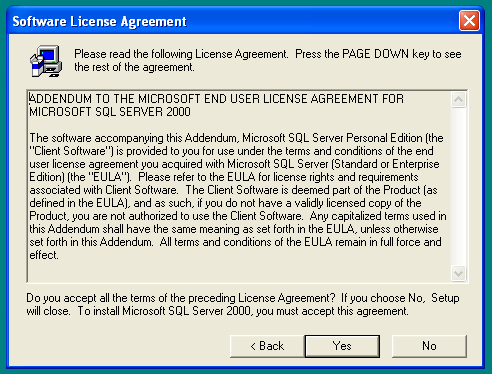 Software License Agreement
Please read the following License Agreement. Press the PAGE DOWN key to see
the rest of the agreement.
ADDENDUM TO THE MICROSOFT END USER LICENSE AGREEMENT FOR
MICROSOFT SQL SERVER 2000
The software accompanying this Addendum, Microsoft SQL Server Personal Edition (the
"Client Software") is provided to you for use under the terms and conditions of the end
user license agreement you acquired with Microsoft SQL Server (Standard or Enterprise
Edition) (the "EULA"). Please refer to the EULA for license rights and requirements
associated with Client Software. The Client Software is deemed part of the Product (as
defined in the EULA), and as such, if you do not have a validly licensed copy of the
Product, you are not authorized to use the Client Software. Any capitalized terms used in
this Addendum shall have the same meaning as set forth in the EULA, unless otherwise
set forth in this Addendum. All terms and conditions of the EULA remain in full force and
effect.
Do you accept all the terms of the preceding License Agreement? If you choose No, Setup
will close. To install Microsoft SQL Server 2000, you must accept this agreement.
< Back
Yes
No